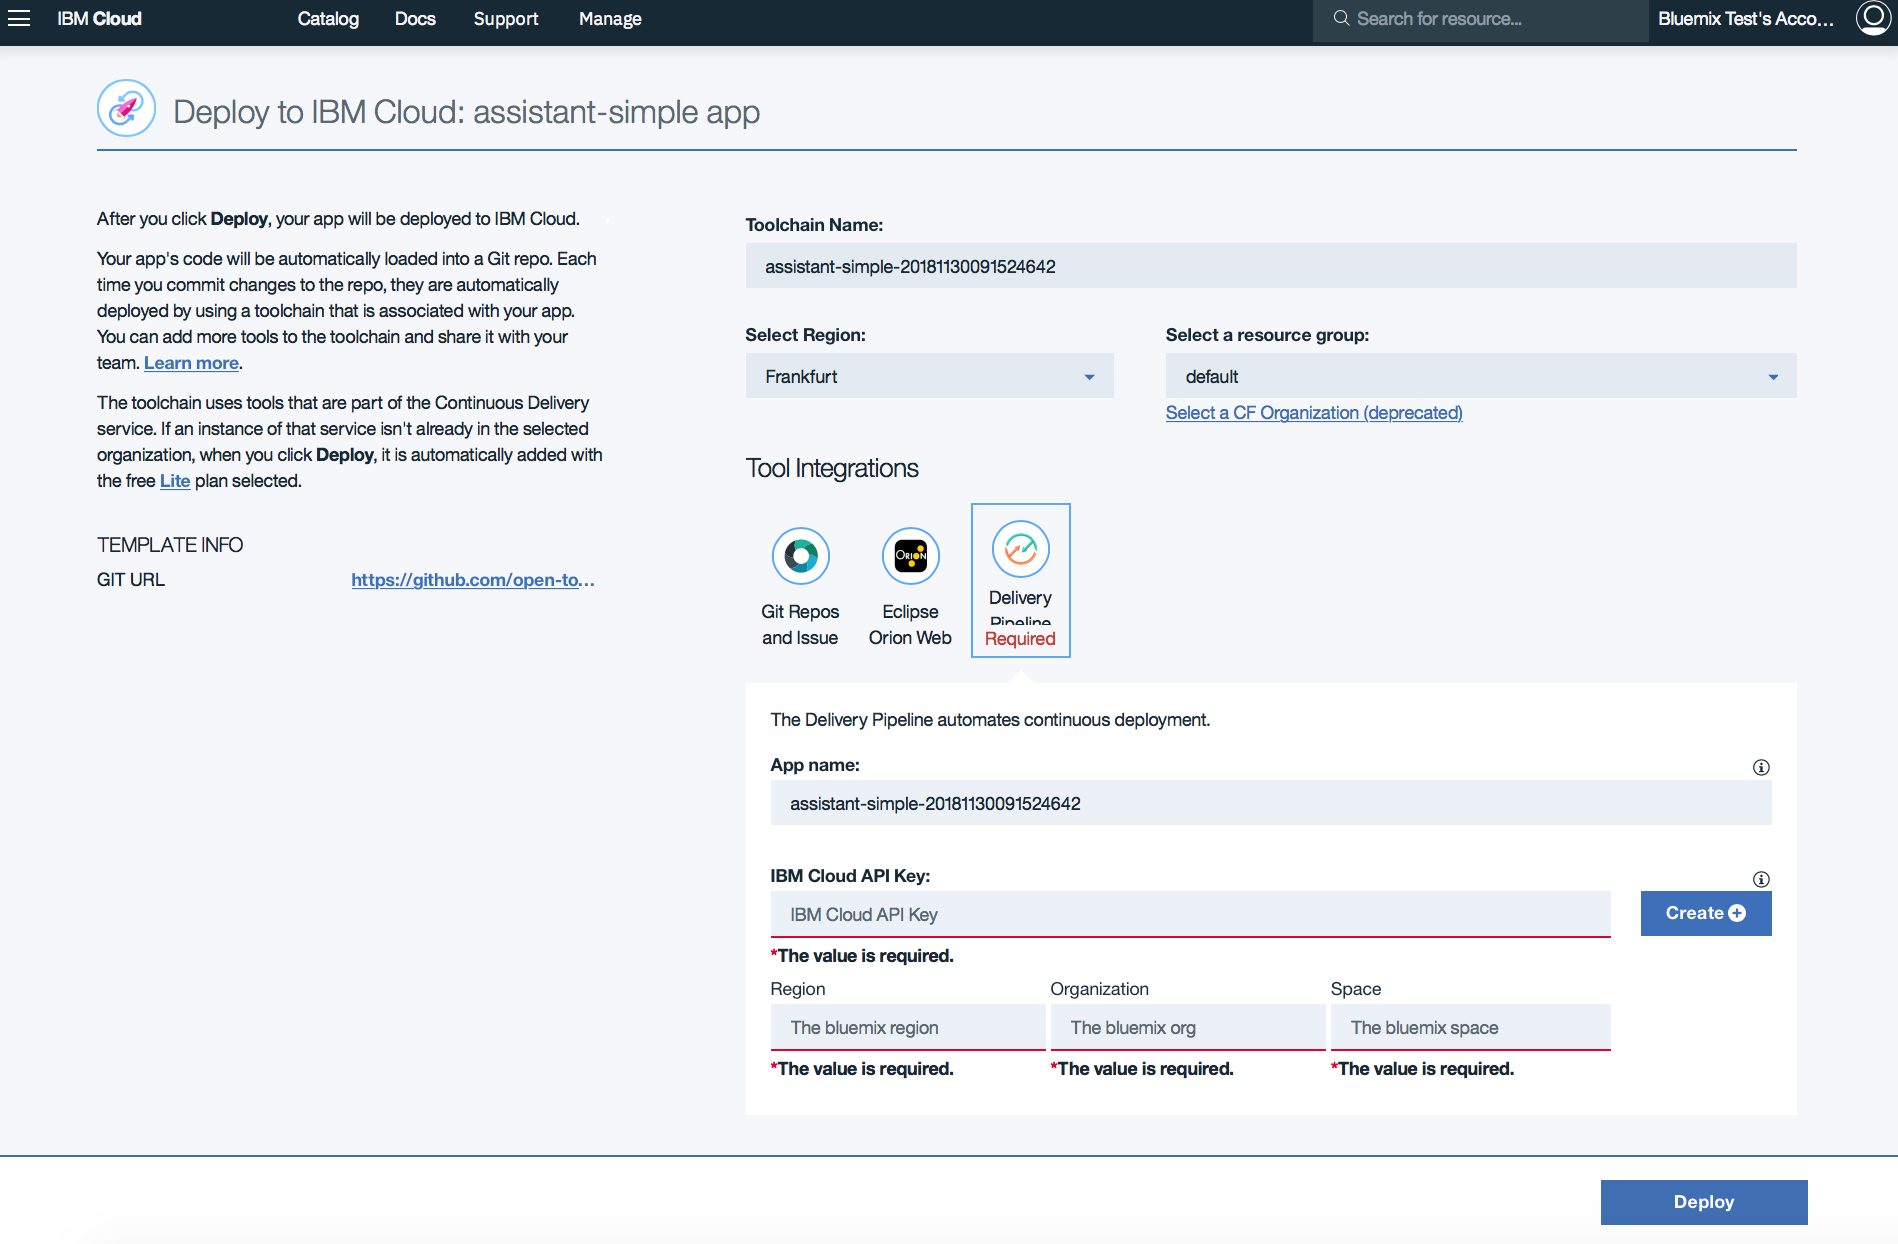 IBM Cloud
Catalog
Docs
Support
Manage
Search for resource...
Bluemix Test's Acco...
Deploy to IBM Cloud: assistant-simple app
After you click Deploy, your app will be deployed to IBM Cloud.
Your app's code will be automatically loaded into a Git repo. Each
time you commit changes to the repo, they are automatically
deployed by using a toolchain that is associated with your app.
You can add more tools to the toolchain and share it with your
team. Learn more.
The toolchain uses tools that are part of the Continuous Delivery
service. If an instance of that service isn't already in the selected
organization, when you click Deploy, it is automatically added with
the free Lite plan selected.
TEMPLATE INFO
GIT URL
https://github.com/open-to...
Toolchain Name:
assistant-simple-20181130091524642
Select Region:
Frankfurt
Select a resource group:
default
Select a CF Organization (deprecated)
Tool Integrations
Git Repos
and Issue
ORION
Eclipse
Orion Web
Delivery
Pipeline
Required
The Delivery Pipeline automates continuous deployment.
App name:
assistant-simple-20181130091524642
IBM Cloud API Key:
IBM Cloud API Key
Create
*The value is required.
Region
Organization
Space
The bluemix region
The bluemix org
The bluemix space
*The value is required.
*The value is required.
*The value is required.
Deploy